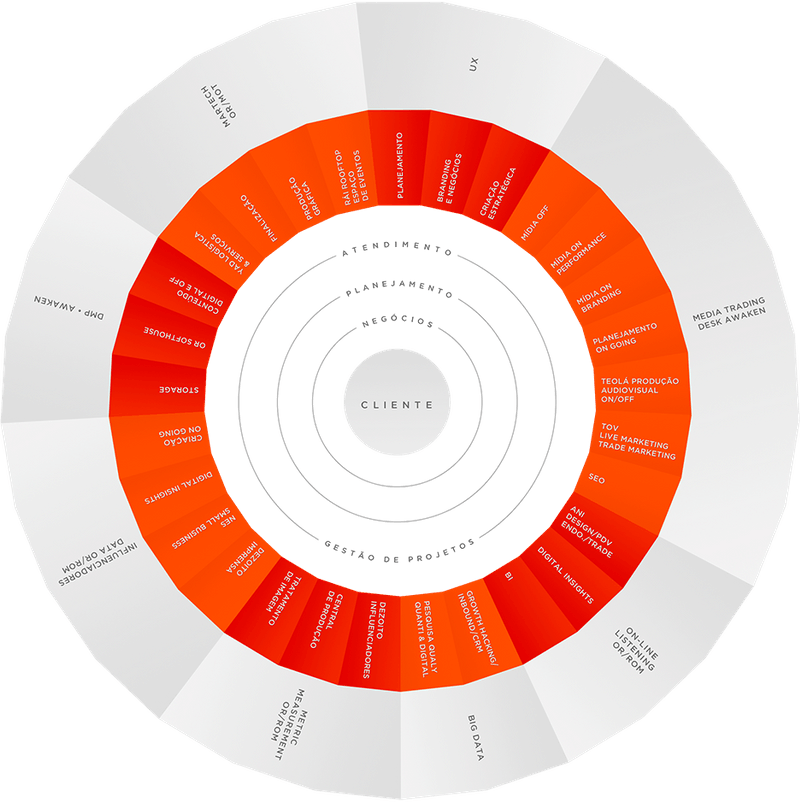 UX
MEDIA TRADING
DESK AWAKEN
ON-LINE
LISTENING
OR/ROM
BIG DATA
METRIC
MEASUREMENT
OR/ROM
INFLUENCIADORES
DATA OR/ROM
DMP • AWAKEN
MARTECH
OR/MOT
PLANEJAMENTO
BRANDING
E NEGÓCIOS
CRIAÇÃO
ESTRATÉGICA
MÍDIA OFF
MÍDIA ON
PERFORMANCE
MÍDIA ON
BRANDING
PLANEJAMENTO
ON GOING
TEOLÁ PRODUÇÃO
AUDIOVISUAL
ON/OFF
TOV
LIVE MARKETING
TRADE MARKETING
SEO
ANI
DESIGN/PDV
ENDO/TRADE
DIGITAL INSIGHTS
BI
GROWTH HACKING/
INBOUND/CRM
PESQUISA QUALY
QUANTI & DIGITAL
DEZOITO
INFLUENCIADORES
CENTRAL
DE PRODUÇÃO
TRATAMENTO
DE IMAGEM
DEZOITO
IMPRENSA
NES
SMALL BUSINESS
DIGITAL INSIGHTS
CRIAÇÃO
ON GOING
STORAGE
OR SOFTHOUSE
CONTEÚDO
DIGITAL E OFF
YAD LOGÍSTICA
& SERVIÇOS
FINALIZAÇÃO
PRODUÇÃO
GRÁFICA
RÁI ROOFTOP
ESPAÇO
DE EVENTOS
ATENDIMENTO
PLANEJAMENTO
NEGÓCIOS
CLIENTE
GESTÃO DE PROJETOS